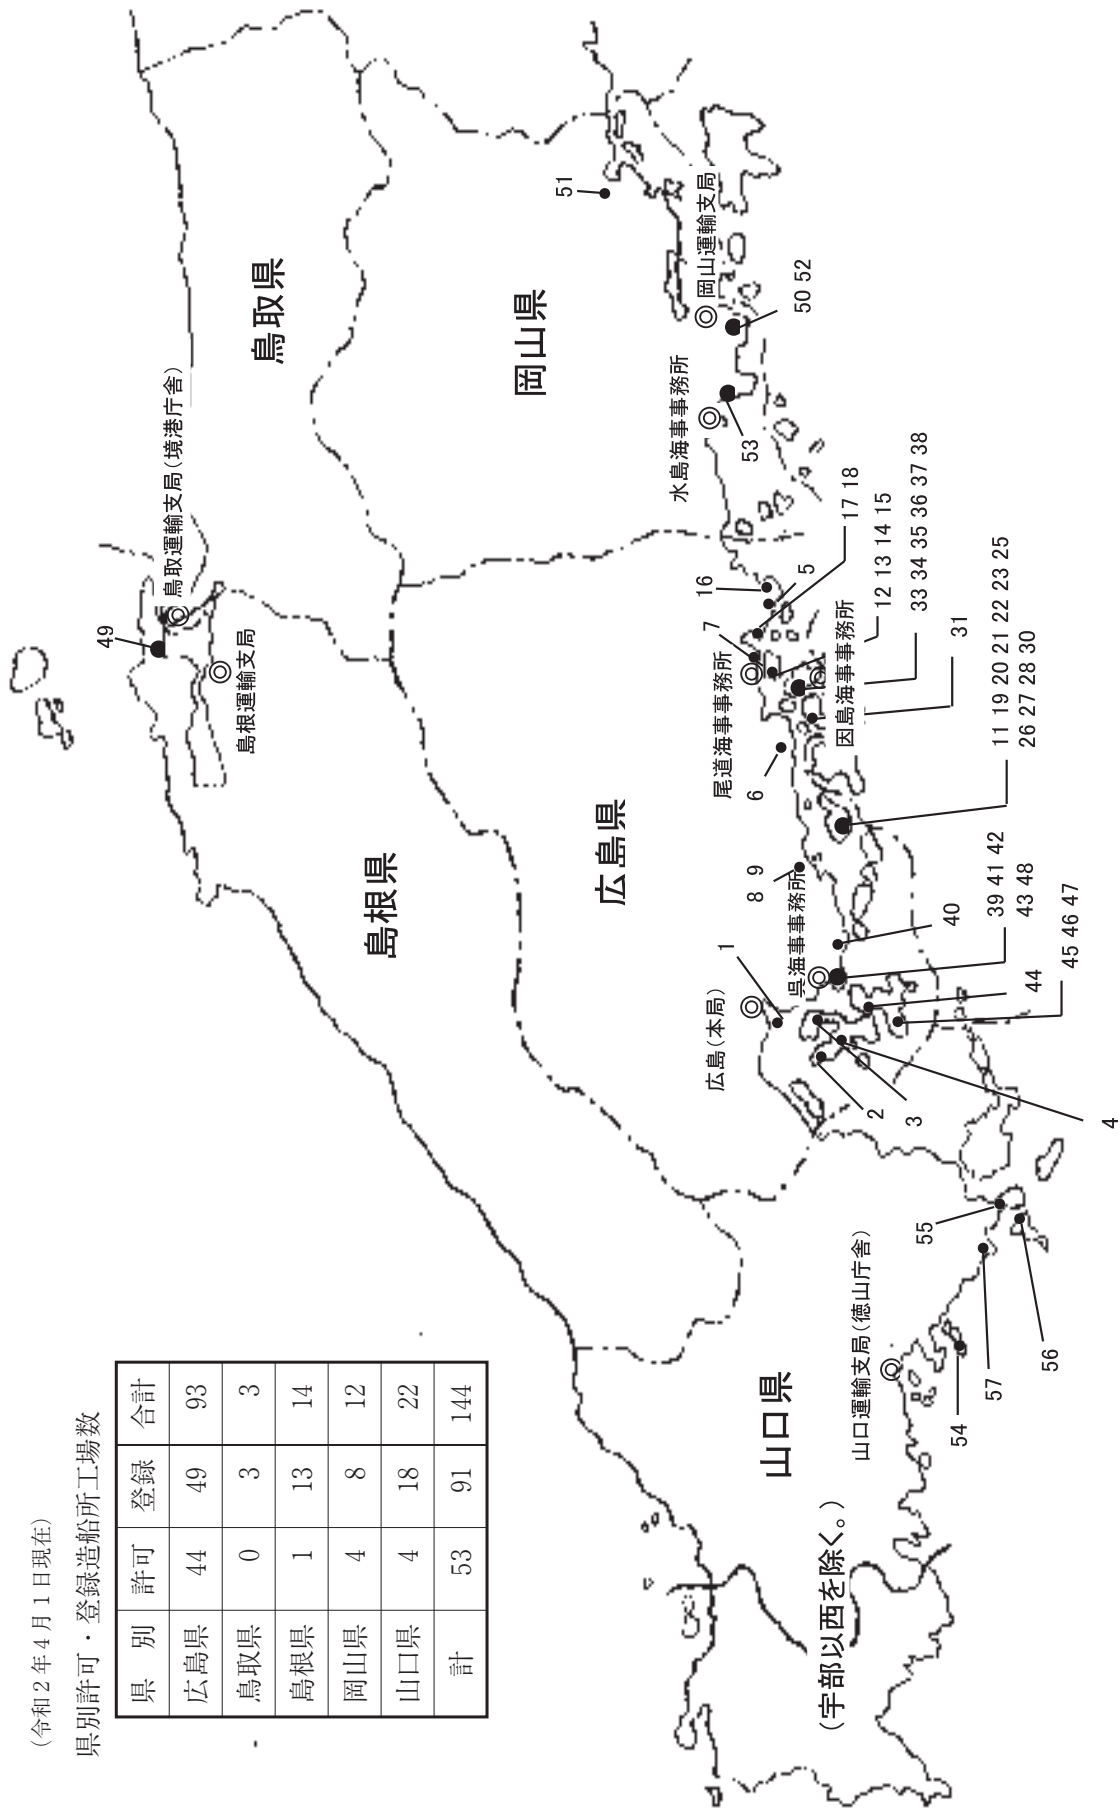 (令和2年4月1日現在)
県別許可・登録造船所工場数
県 別 許可 登録 合計
広島県 44 49 93
鳥取県 0 3 3
島根県 1 13 14
岡山県 4 8 12
山口県 4 18 22
計 53 91 144
49
鳥取運輸支局(境港庁舎)
島根運輸支局
鳥取県
島根県
岡山県
広島県
山口県
(宇部以西を除く。)
51
岡山運輸支局
50 52
水島海事事務所
53
16
5
17 18
7
尾道海事事務所
12 13 14 15
因島海事事務所
33 34 35 36 37 38
31
6
11 19 20 21 22 23 25
26 27 28 30
8 9
呉海事事務所
40
39 41 42
43 48
1
広島(本局)
44
45 46 47
2
3
4
55
56
57
54
山口運輸支局(徳山庁舎)